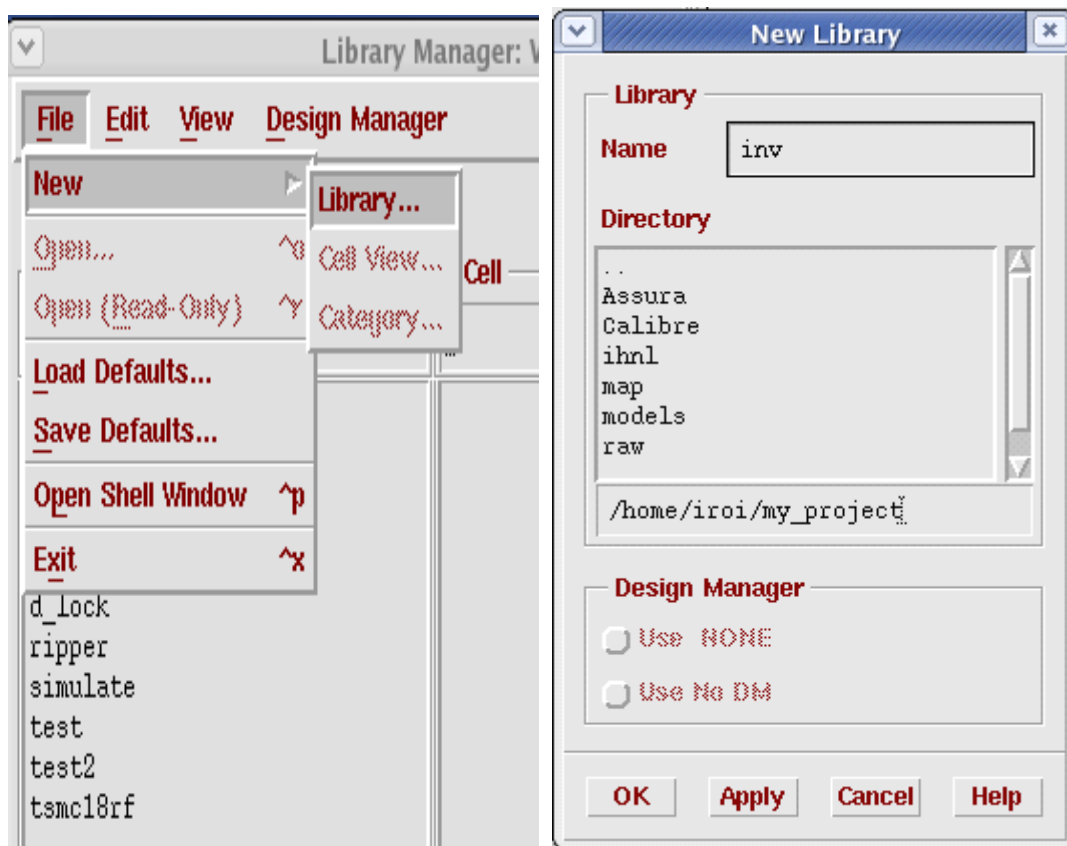 Library Manager: W
File Edit View Design Manager
New
Library...
Open... ^o
Cell View...
Cell
Open (Read-Only) ^r
Category...
Load Defaults...
Save Defaults...
Open Shell Window ^p
Exit ^x
d_lock
ripper
simulate
test
test2
tsmc18rf
New Library
Library
Name inv
Directory
..
Assura
Calibre
ihnl
map
models
raw
/home/iroi/my_project
Design Manager
Use NONE
Use No DM
OK Apply Cancel Help